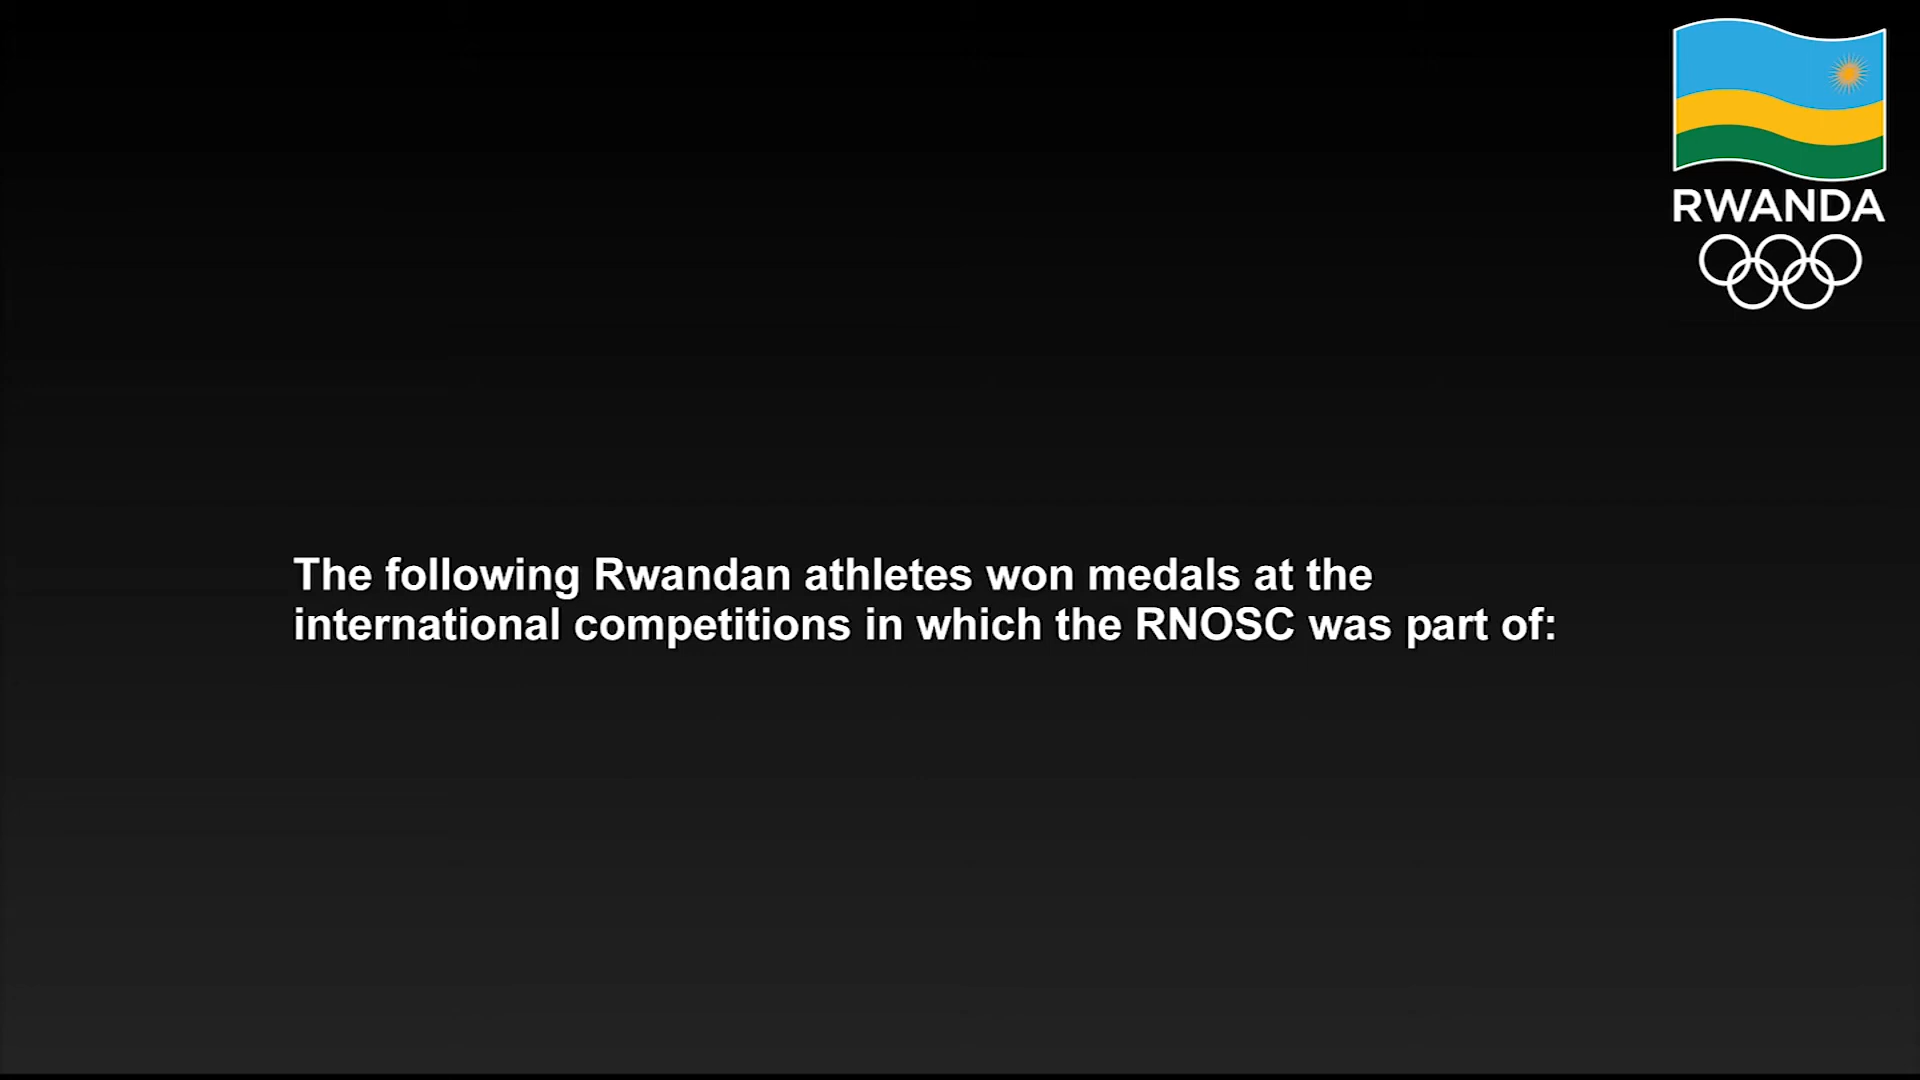 RWANDA
The following Rwandan athletes won medals at the
international competitions in which the RNOSC was part of: